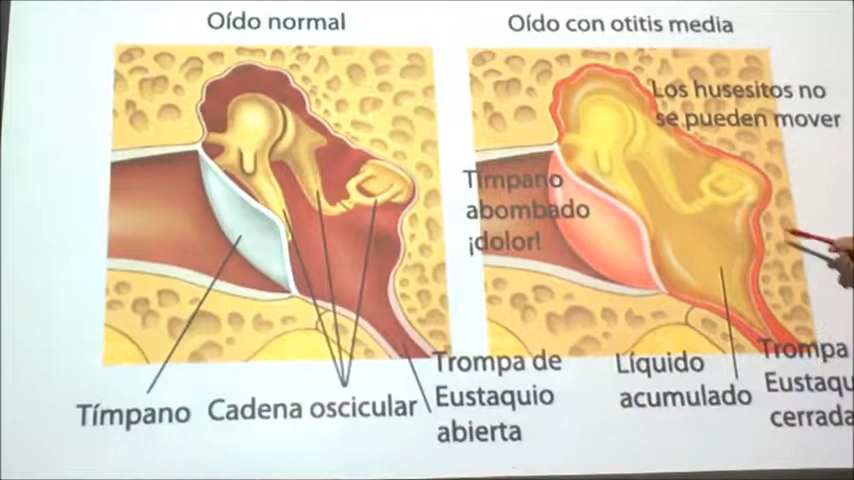 Oído normal
Oído con otitis media
Los husesitos no
se pueden mover
Tímpano
abombado
¡dolor!
Tímpano
Cadena oscicular
Trompa de
Eustaquio
abierta
Líquido
acumulado
Trompa
Eustaqu
cerrada